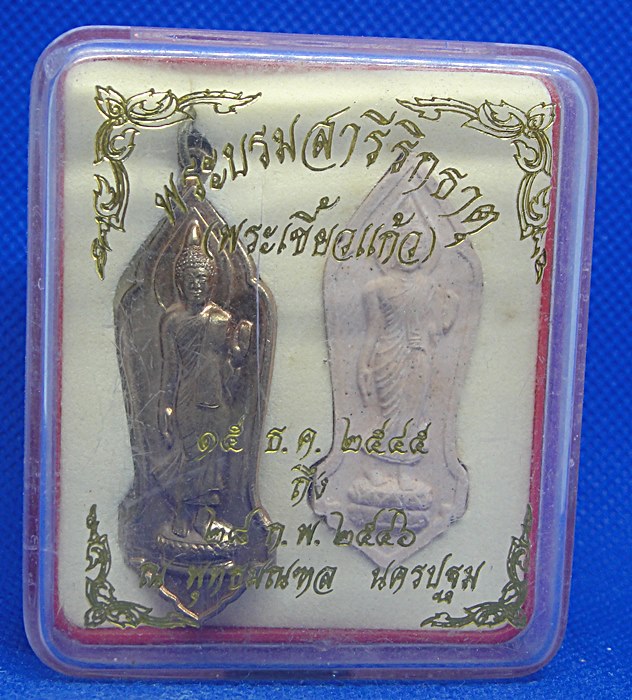 พระบรมสารีริกธาตุ
(พระเขี้ยวแก้ว)
๑๕ ธ.ค. ๒๕๔๕
ถึง
๒๘ ก.พ. ๒๕๔๖
ณ พุทธมณฑล นครปฐม